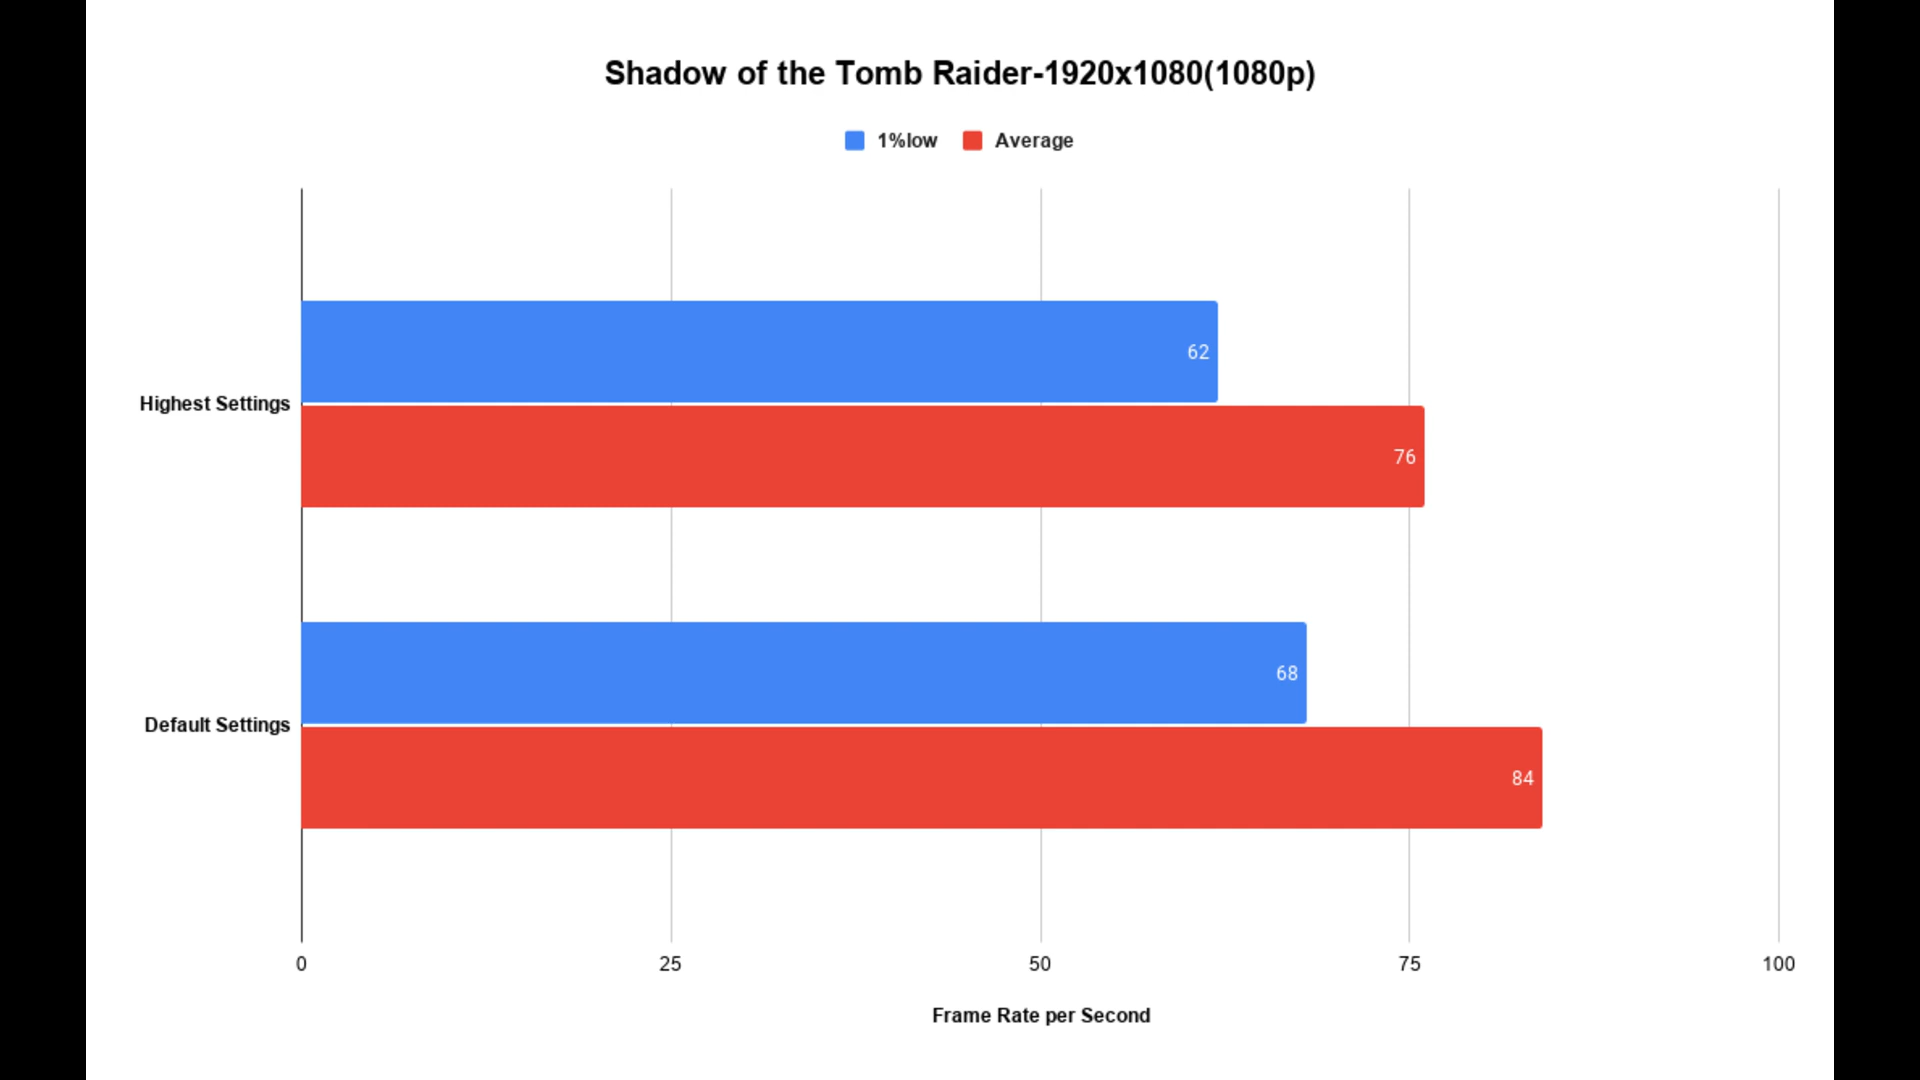 Shadow of the Tomb Raider-1920x1080(1080p)
1%low Average
62
Highest Settings
76
68
Default Settings
84
0 25 50 75 100
Frame Rate per Second